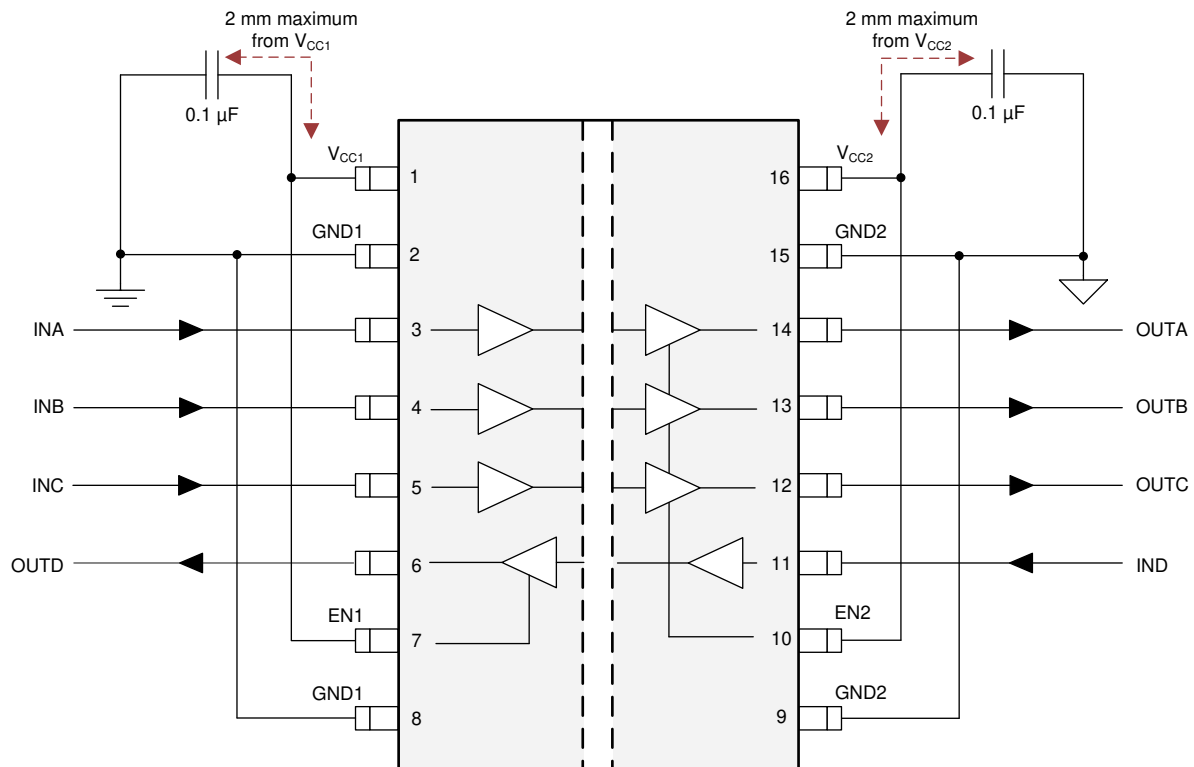 2 mm maximum
from VCC1
2 mm maximum
from VCC2
0.1 µF
0.1 µF
VCC1
1
16
VCC2
GND1
2
15
GND2
INA
3
14
OUTA
INB
4
13
OUTB
INC
5
12
OUTC
OUTD
6
11
IND
EN1
7
10
EN2
GND1
8
9
GND2